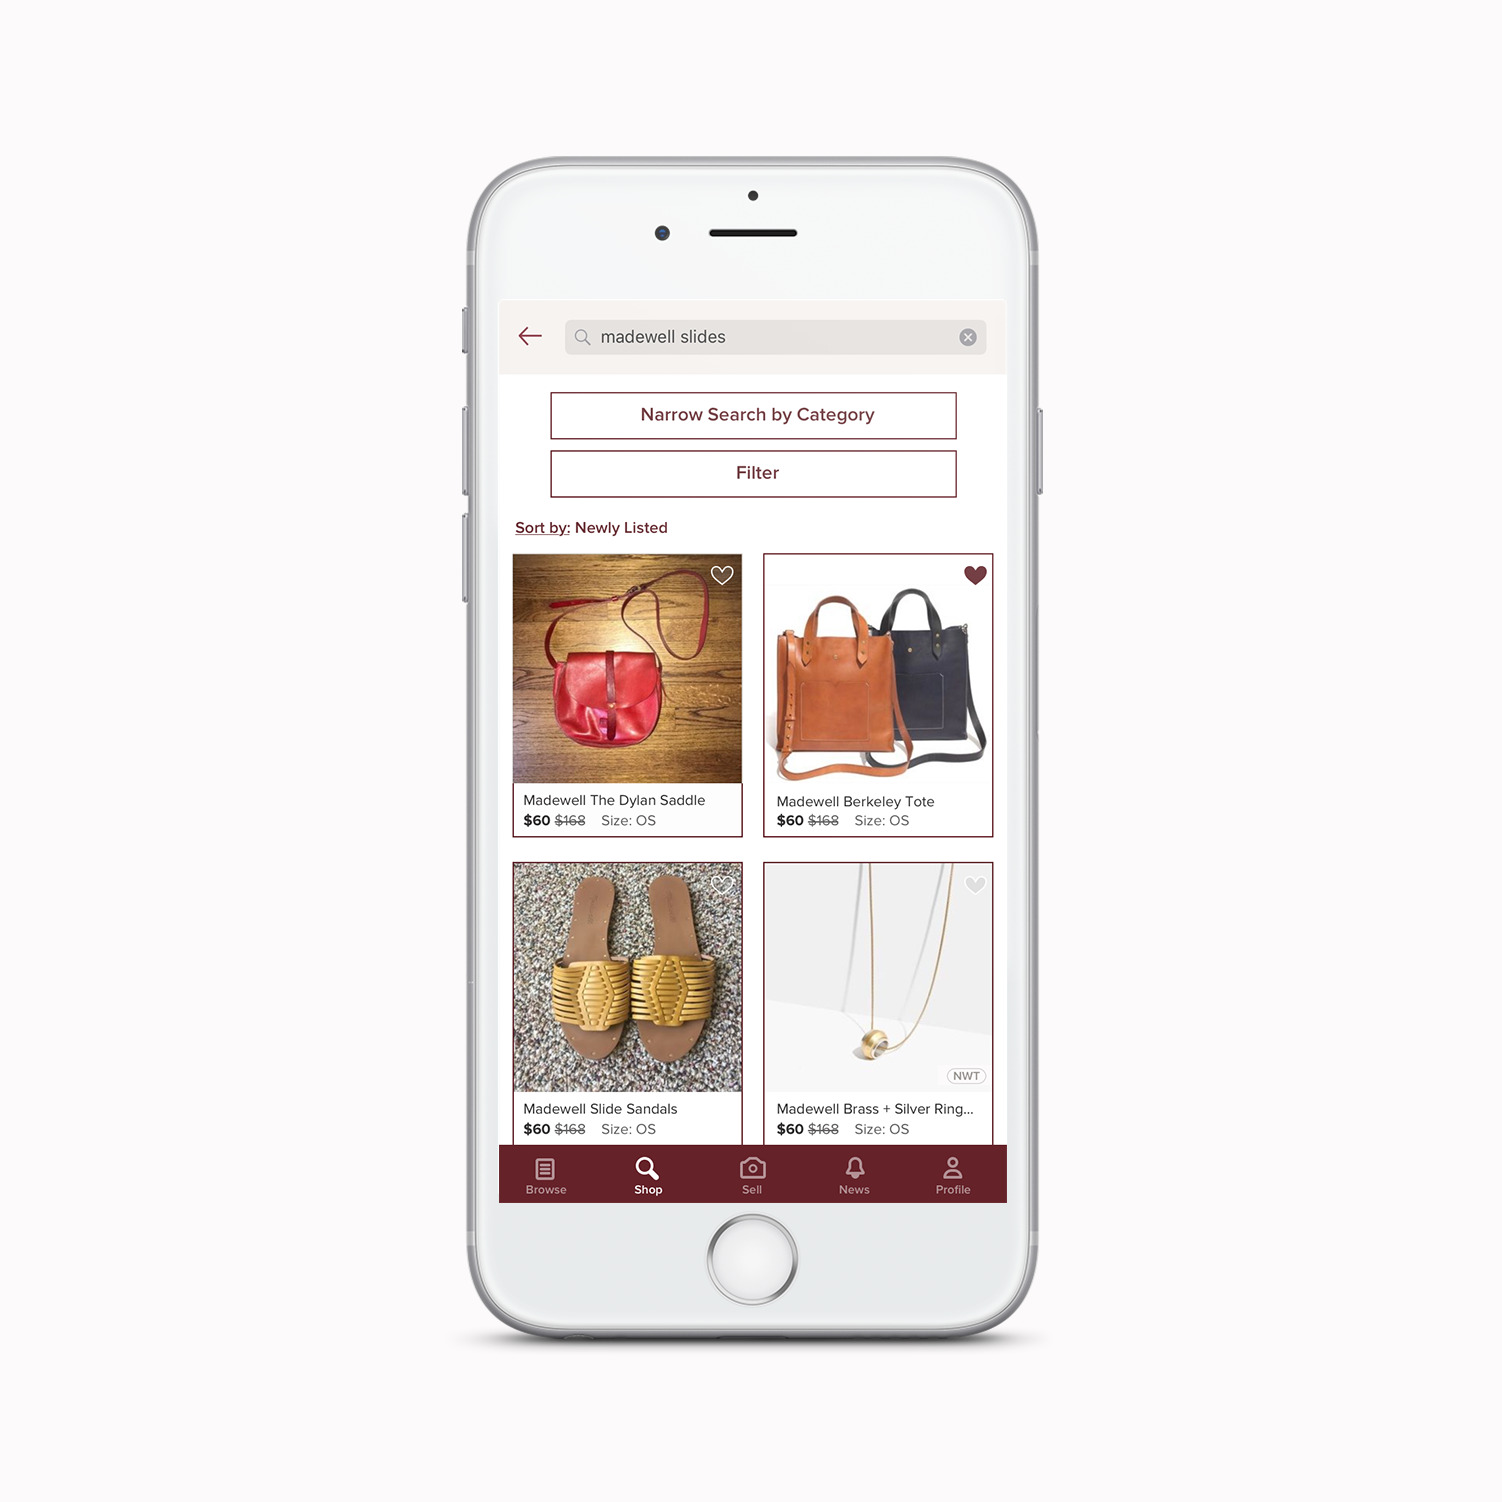 madewell slides
Narrow Search by Category
Filter
Sort by: Newly Listed
Madewell The Dylan Saddle
$60 $168 Size: OS
Madewell Berkeley Tote
$60 $168 Size: OS
NWT
Madewell Slide Sandals
$60 $168 Size: OS
Madewell Brass + Silver Ring...
$60 $168 Size: OS
Browse
Shop
Sell
News
Profile